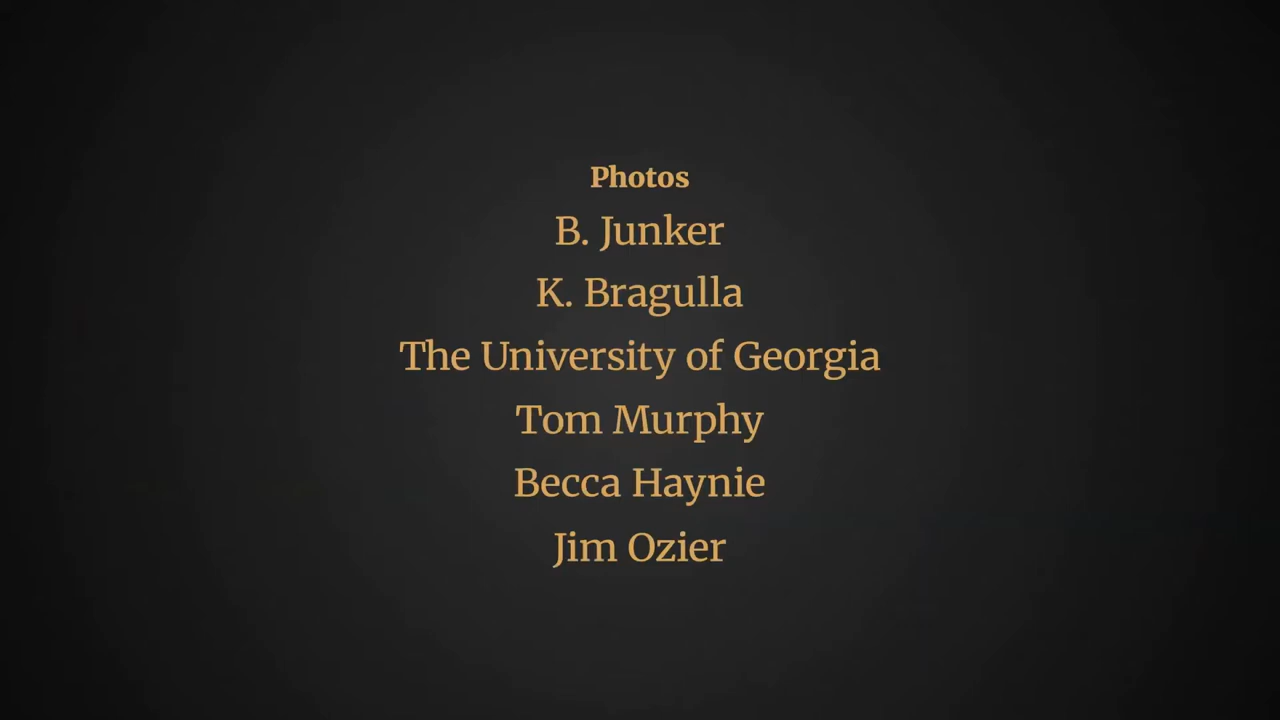 Photos
B. Junker
K. Bragulla
The University of Georgia
Tom Murphy
Becca Haynie
Jim Ozier